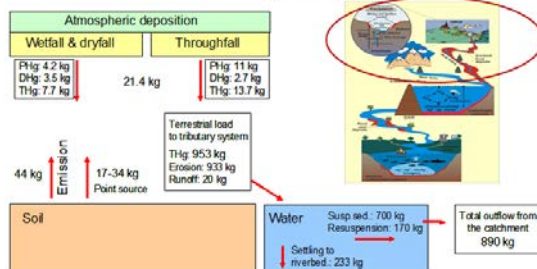 Atmospheric deposition
Wetfall & dryfall
Throughfall
PHg: 4.2 kg
DHg: 3.5 kg
THg: 7.7 kg
21.4 kg
PHg: 11 kg
DHg: 2.7 kg
THg: 13.7 kg
Terrestrial load
to tributary system
THg: 953 kg
Erosion: 933 kg
Runoff: 20 kg
44 kg
Emission
17-34 kg
Point source
Soil
Water
Susp.sed.: 700 kg
Resuspension: 170 kg
Settling to
riverbed.: 233 kg
Total outflow from
the catchment
890 kg